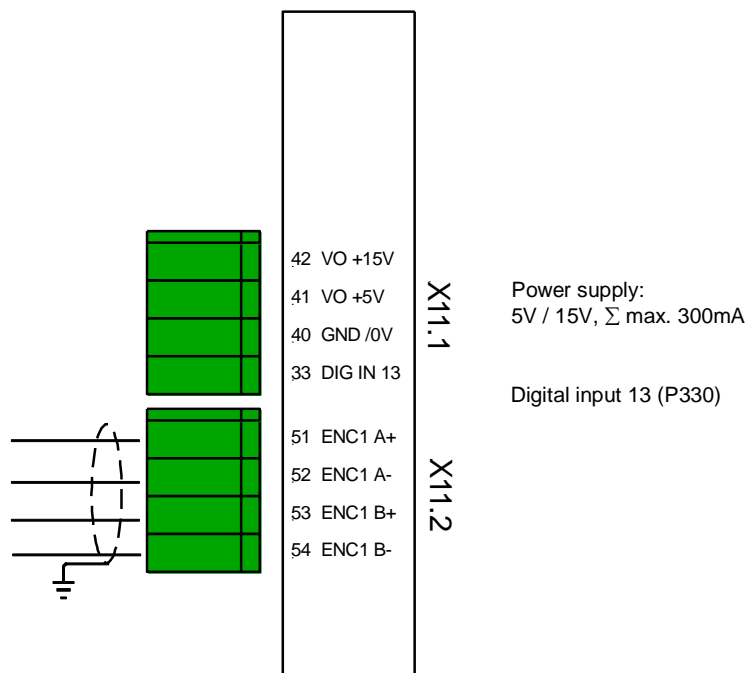 42 VO +15V
41 VO +5V
40 GND /0V
33 DIG IN 13
X11.1
Power supply:
5V / 15V, ∑ max. 300mA
Digital input 13 (P330)
51 ENC1 A+
52 ENC1 A-
53 ENC1 B+
54 ENC1 B-
X11.2